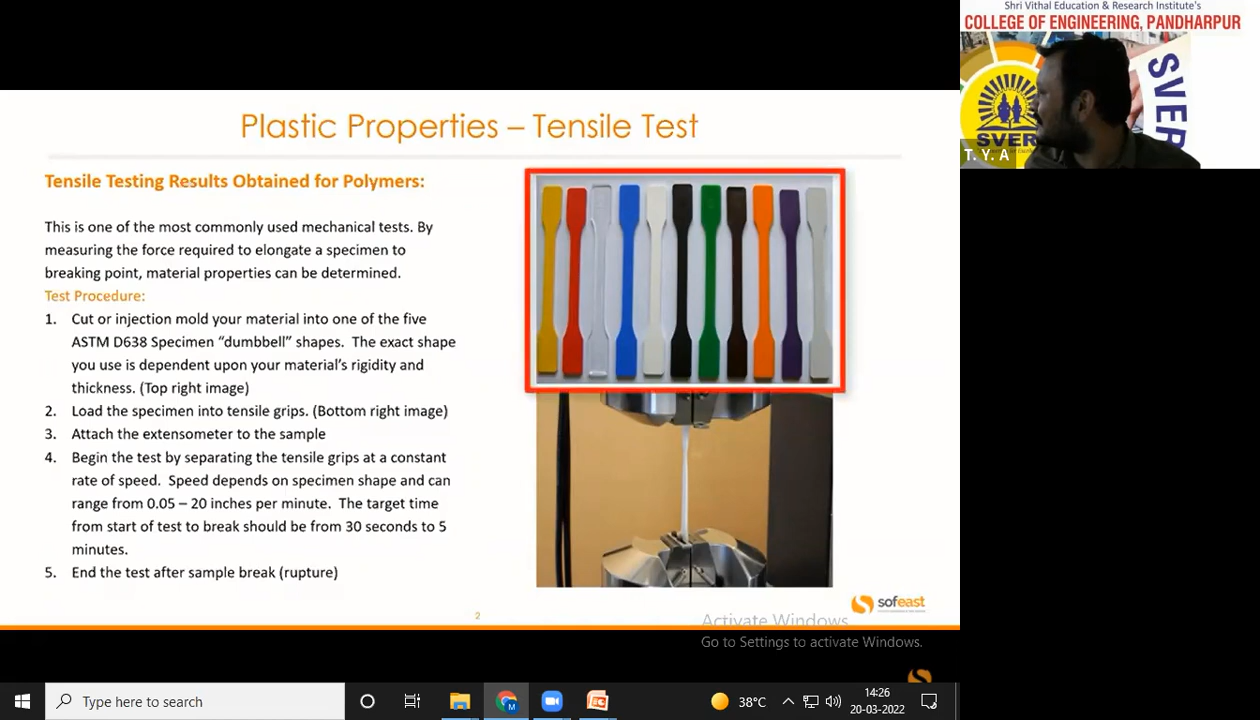 Shri Vithal Education & Research Institute's
COLLEGE OF ENGINEERING, PANDHARPUR
SVER
SVER
T. Y. A
Plastic Properties – Tensile Test
Tensile Testing Results Obtained for Polymers:
This is one of the most commonly used mechanical tests. By
measuring the force required to elongate a specimen to
breaking point, material properties can be determined.
Test Procedure:
1. Cut or injection mold your material into one of the five
ASTM D638 Specimen “dumbbell” shapes. The exact shape
you use is dependent upon your material’s rigidity and
thickness. (Top right image)
2. Load the specimen into tensile grips. (Bottom right image)
3. Attach the extensometer to the sample
4. Begin the test by separating the tensile grips at a constant
rate of speed. Speed depends on specimen shape and can
range from 0.05 – 20 inches per minute. The target time
from start of test to break should be from 30 seconds to 5
minutes.
5. End the test after sample break (rupture)
sofeast
2
Activate Windows
Go to Settings to activate Windows.
Type here to search
M
38°C
14:26
20-03-2022